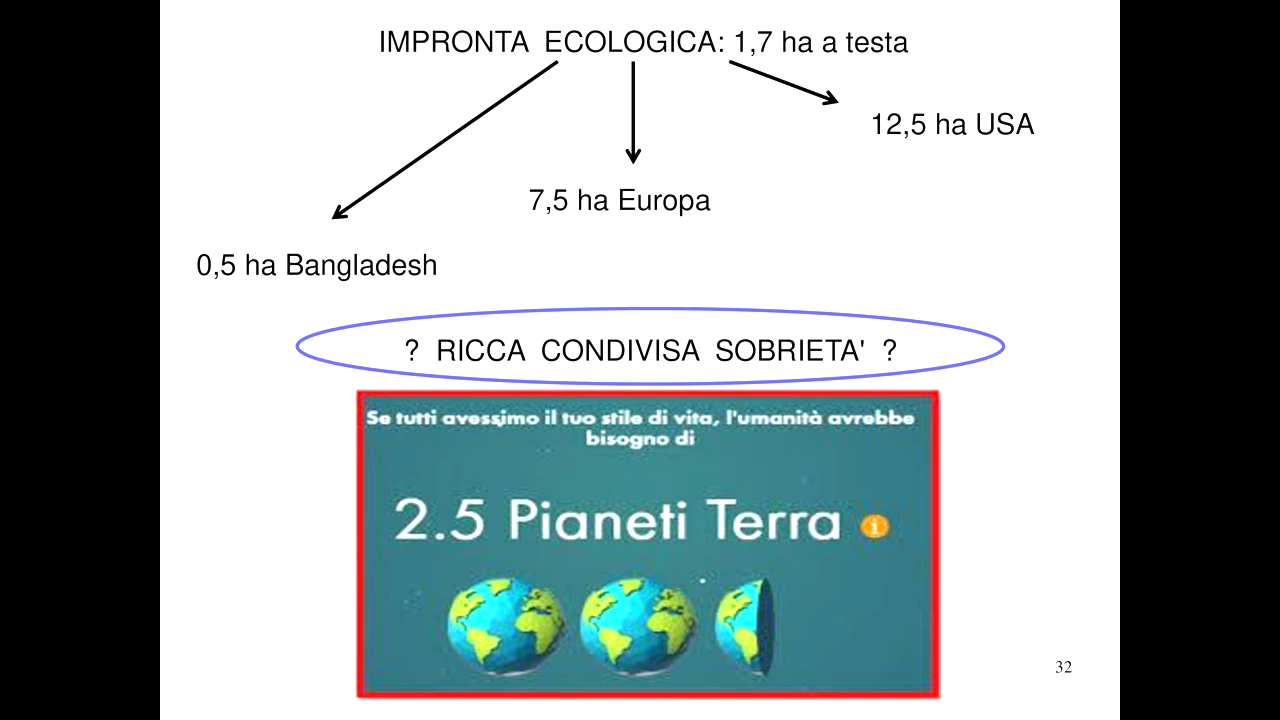 IMPRONTA ECOLOGICA: 1,7 ha a testa
12,5 ha USA
7,5 ha Europa
0,5 ha Bangladesh
? RICCA CONDIVISA SOBRIETA' ?
Se tutti avessimo il tuo stile di vita, l'umanità avrebbe
bisogno di
2.5 Pianeti Terra i
32